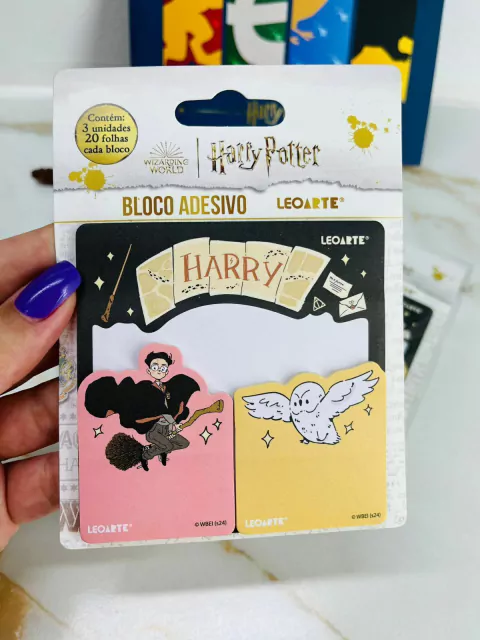 Contém:
3 unidades
20 folhas
cada bloco
WIZARDING
WORLD
Harry Potter
BLOCO ADESIVO
LEOARTE®
LEOARTE®
HARRY
LEOARTE®
© WBEI (s24)
LEOARTE®
© WBEI (s24)